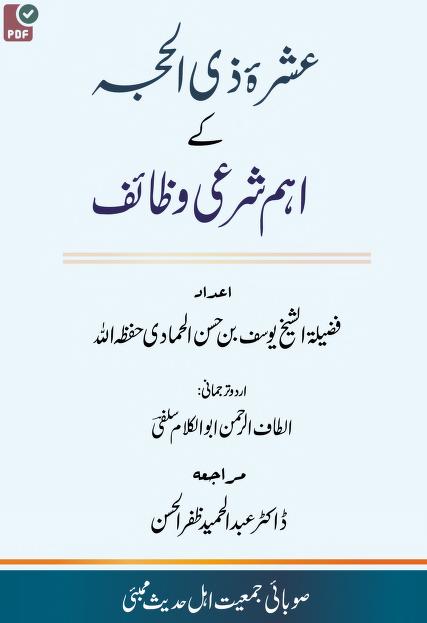 PDF
عشرۂ ذی الحجہ
کے
اہم شرعی وظائف
اعداد
فضیلۃ الشیخ یوسف بن حسن الحمادی حفظہ اللہ
اردو ترجمانی:
الطاف الرحمن ابوالکلام سلفی
مراجعہ
ڈاکٹر عبدالحمید ظفر الحسن
صوبائی جمعیت اہل حدیث ممبئی